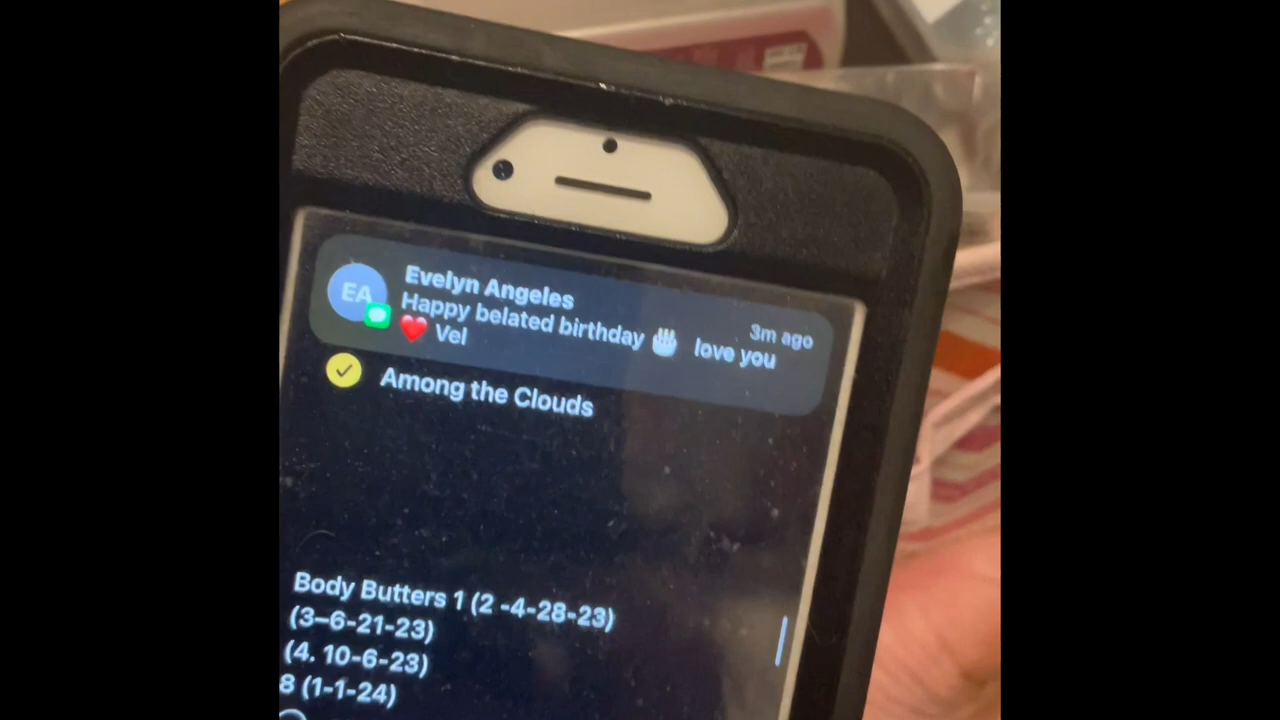 EA
Evelyn Angeles
3m ago
Happy belated birthday 🎂 love you
❤️ Vel
Among the Clouds
Body Butters 1 (2 -4-28-23)
(3–6-21-23)
(4. 10-6-23)
8 (1-1-24)